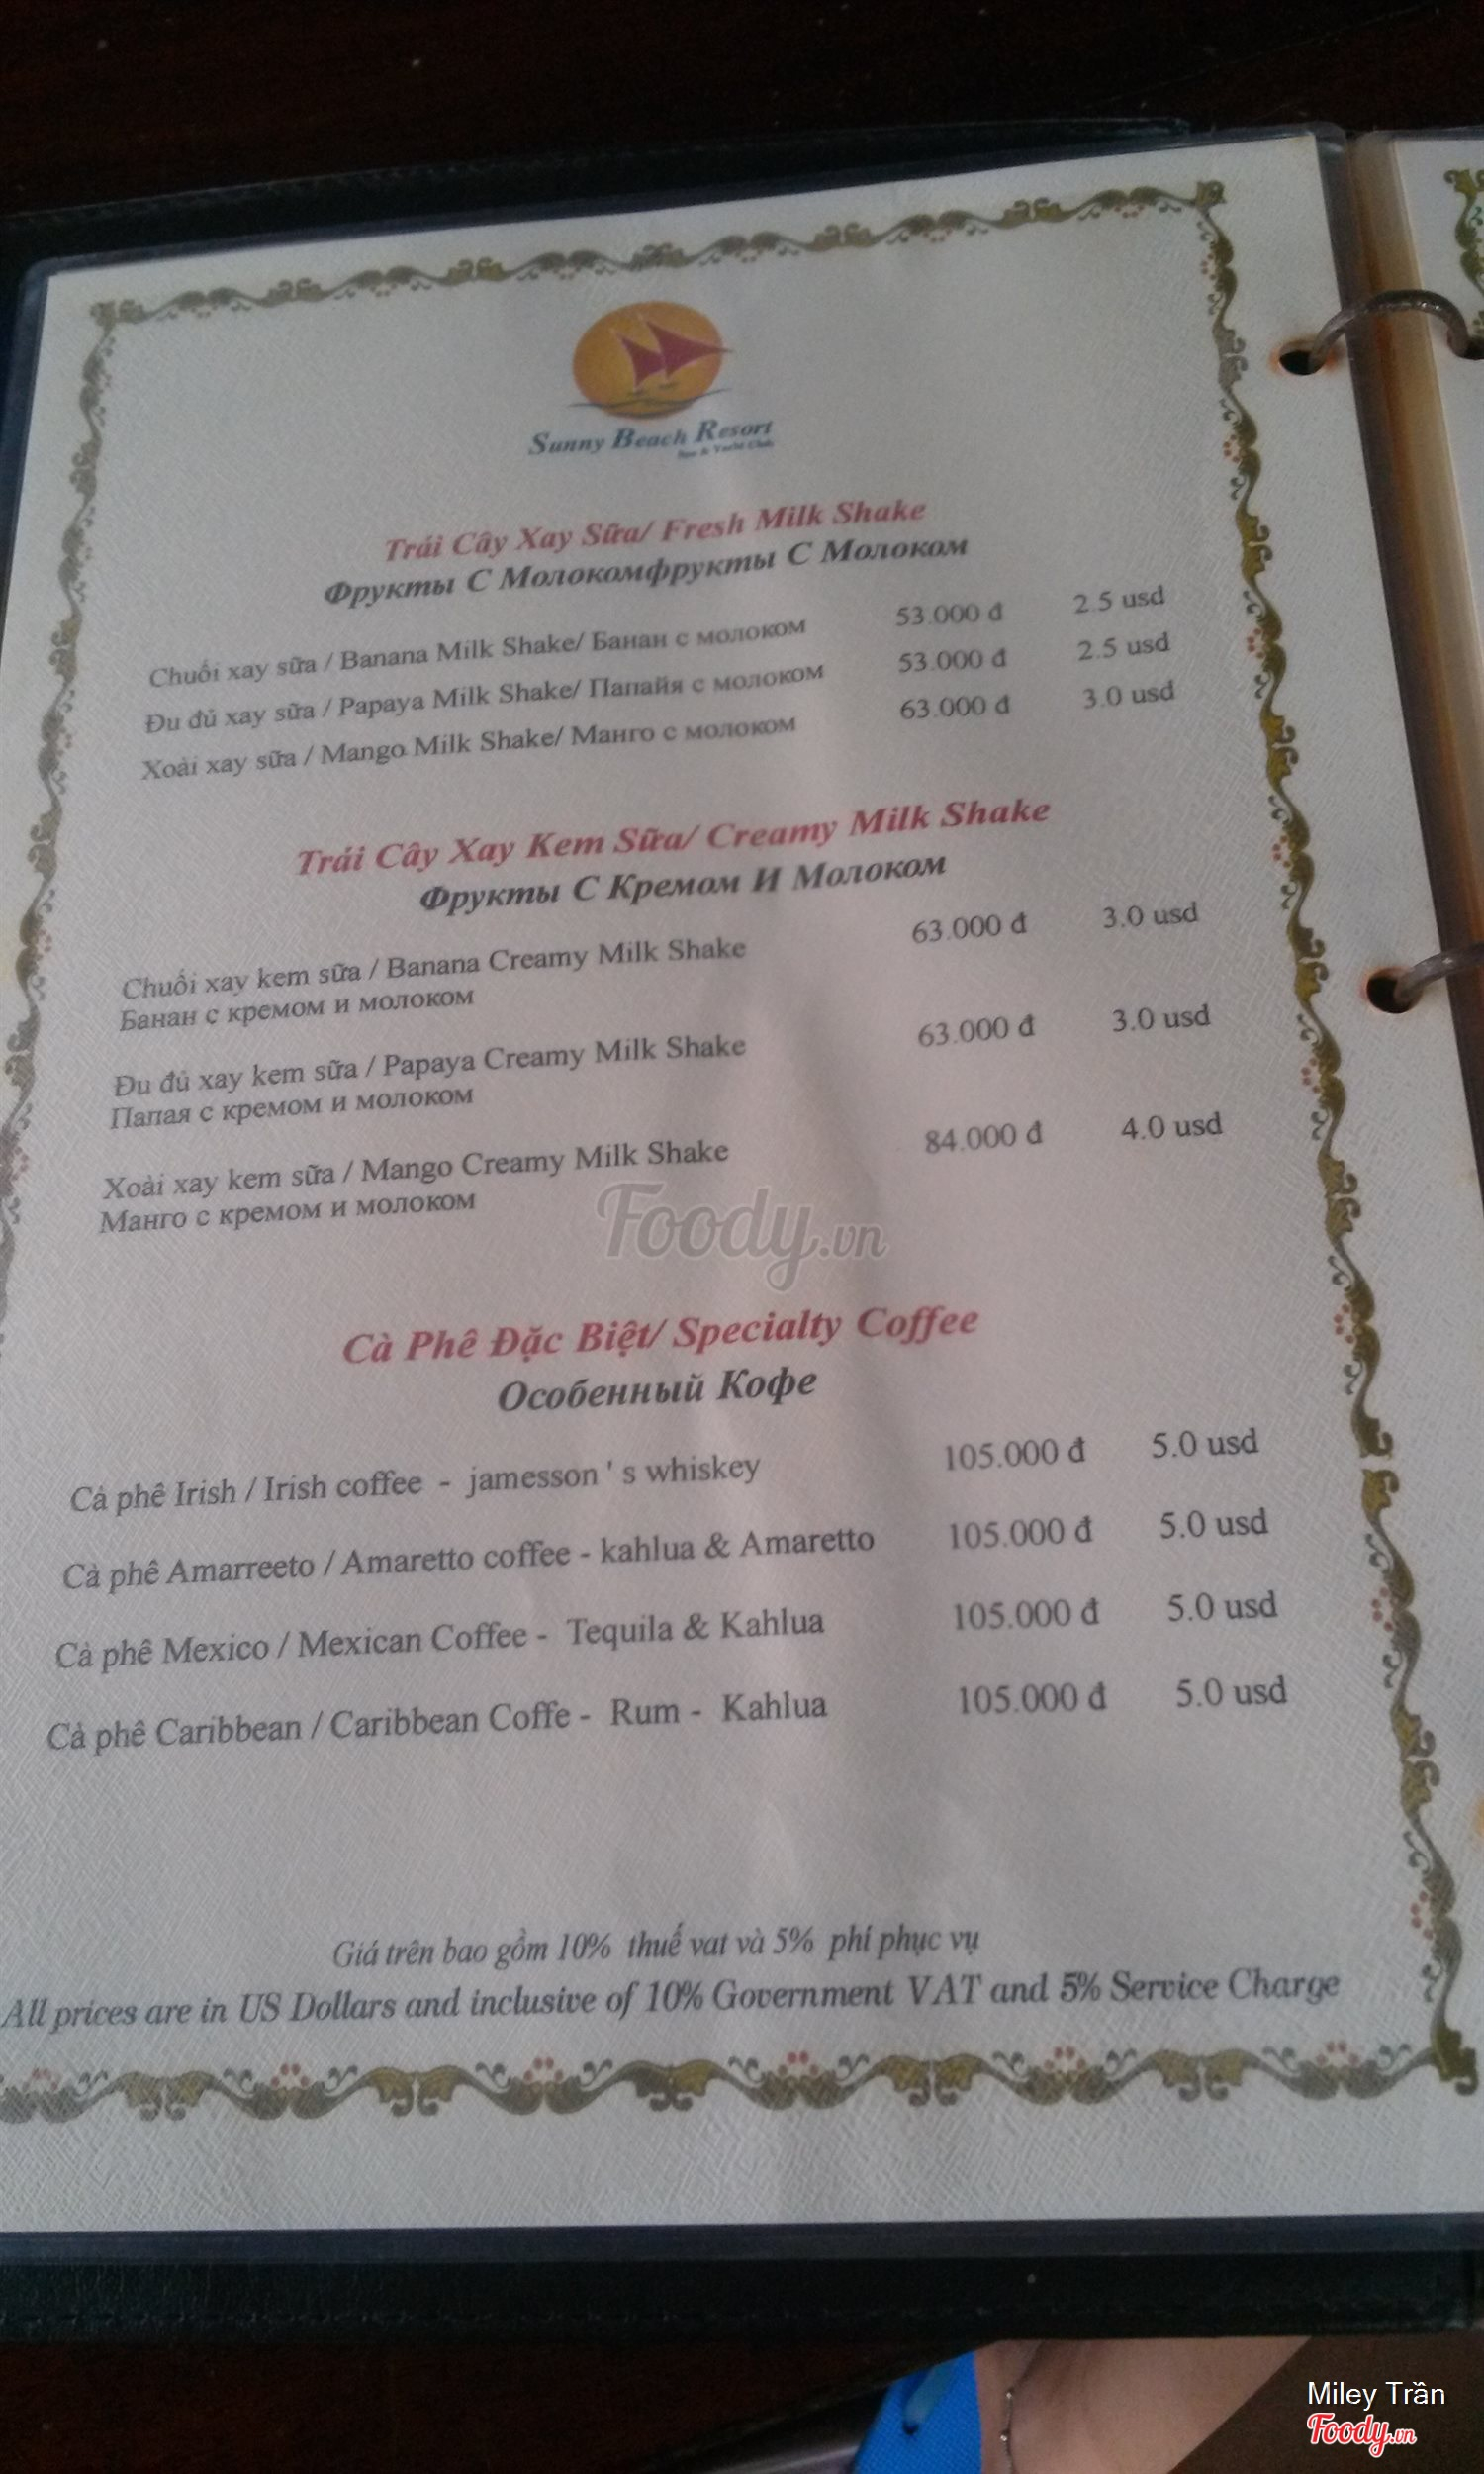 Sunny Beach Resort
Spa & Yacht Club
Trái Cây Xay Sữa/ Fresh Milk Shake
Фрукты С Молокомфрукты С Молоком
Chuối xay sữa / Banana Milk Shake/ Банан с молоком 53.000 đ 2.5 usd
Đu đủ xay sữa / Papaya Milk Shake/ Папайя с молоком 53.000 đ 2.5 usd
Xoài xay sữa / Mango Milk Shake/ Манго с молоком 63.000 đ 3.0 usd
Trái Cây Xay Kem Sữa/ Creamy Milk Shake
Фрукты С Кремом И Молоком
Chuối xay kem sữa / Banana Creamy Milk Shake 63.000 đ 3.0 usd
Банан с кремом и молоком
Đu đủ xay kem sữa / Papaya Creamy Milk Shake 63.000 đ 3.0 usd
Папая с кремом и молоком
Xoài xay kem sữa / Mango Creamy Milk Shake 84.000 đ 4.0 usd
Манго с кремом и молоком
Foody.vn
Cà Phê Đặc Biệt/ Specialty Coffee
Особенный Кофе
Cà phê Irish / Irish coffee - jamesson ' s whiskey 105.000 đ 5.0 usd
Cà phê Amarreeto / Amaretto coffee - kahlua & Amaretto 105.000 đ 5.0 usd
Cà phê Mexico / Mexican Coffee - Tequila & Kahlua 105.000 đ 5.0 usd
Cà phê Caribbean / Caribbean Coffe - Rum - Kahlua 105.000 đ 5.0 usd
Giá trên bao gồm 10% thuế vat và 5% phí phục vụ
All prices are in US Dollars and inclusive of 10% Government VAT and 5% Service Charge
Miley Trần
Foody.vn